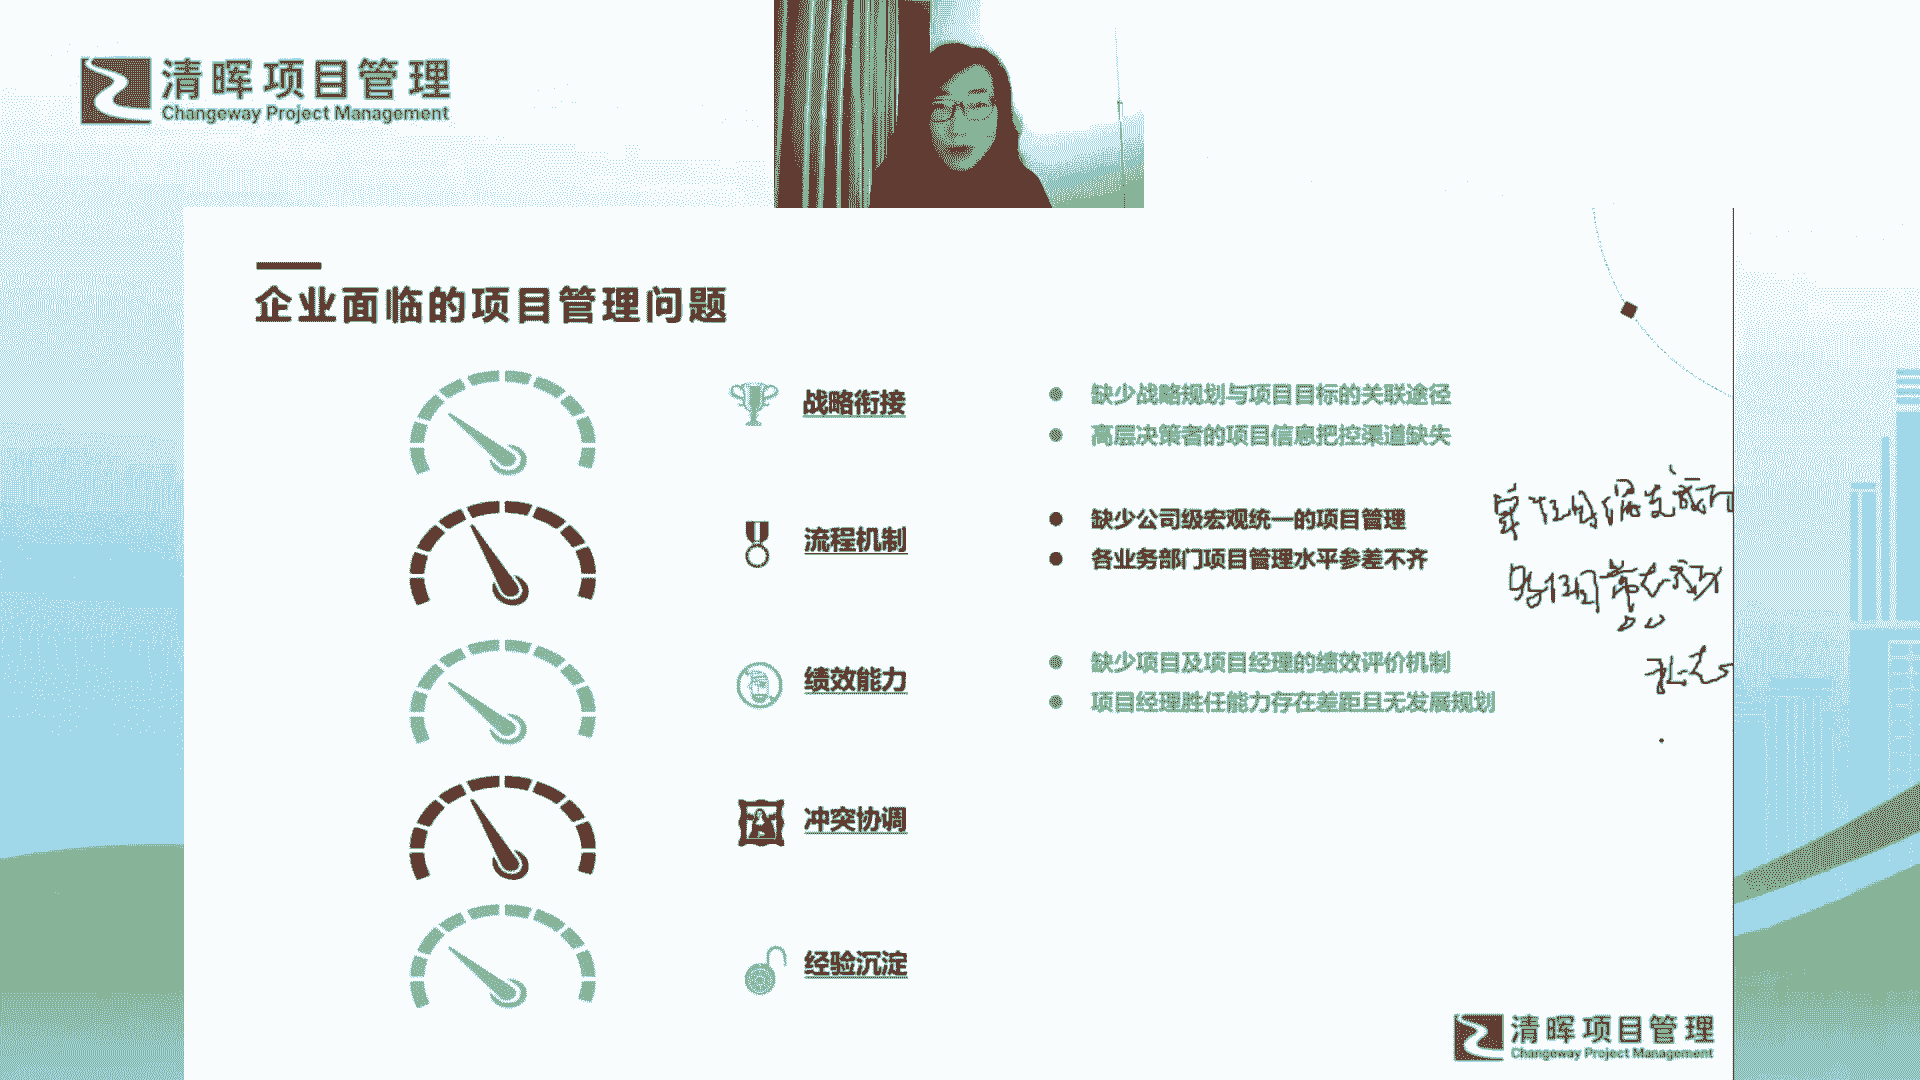 清晖项目管理
Changeway Project Management
企业面临的项目管理问题
战略衔接
缺少战略规划与项目目标的关联途径
高层决策者的项目信息把控渠道缺失
流程机制
缺少公司级宏观统一的项目管理
各业务部门项目管理水平参差不齐
绩效能力
缺少项目及项目经理的绩效评价机制
项目经理胜任能力存在差距且无发展规划
冲突协调
经验沉淀
清晖项目管理
Changeway Project Management